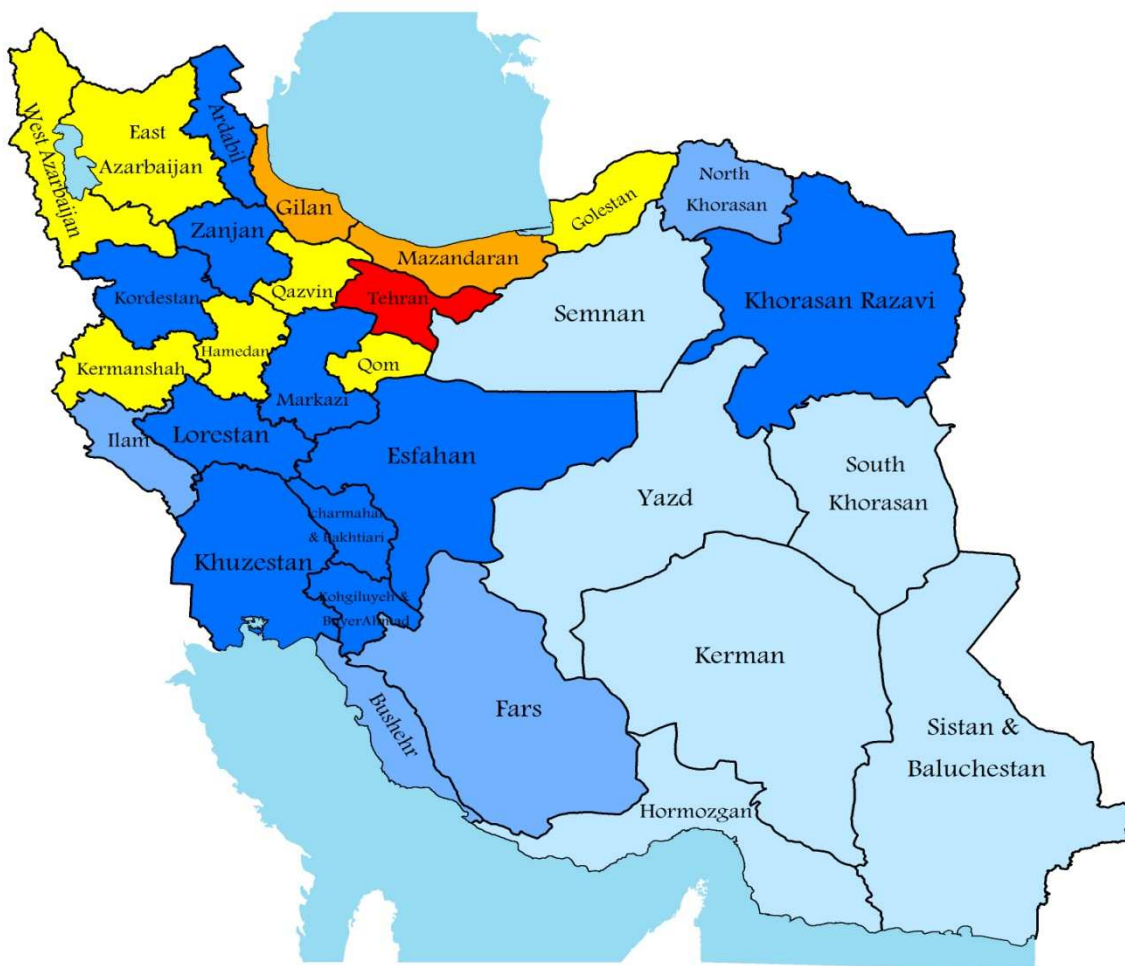 West Azarbaijan
East
Azarbaijan
Ardabil
Gilan
Zanjan
Mazandaran
Golestan
North
Khorasan
Qazvin
Tehran
Kordestan
Semnan
Khorasan Razavi
Hamedan
Kermanshah
Qom
Markazi
Ilam
Lorestan
Esfahan
South
Khorasan
Yazd
charmahal
& Bakhtiari
Khuzestan
Kohgiluyeh &
BuyerAhmad
Kerman
Fars
Bushehr
Sistan &
Baluchestan
Hormozgan